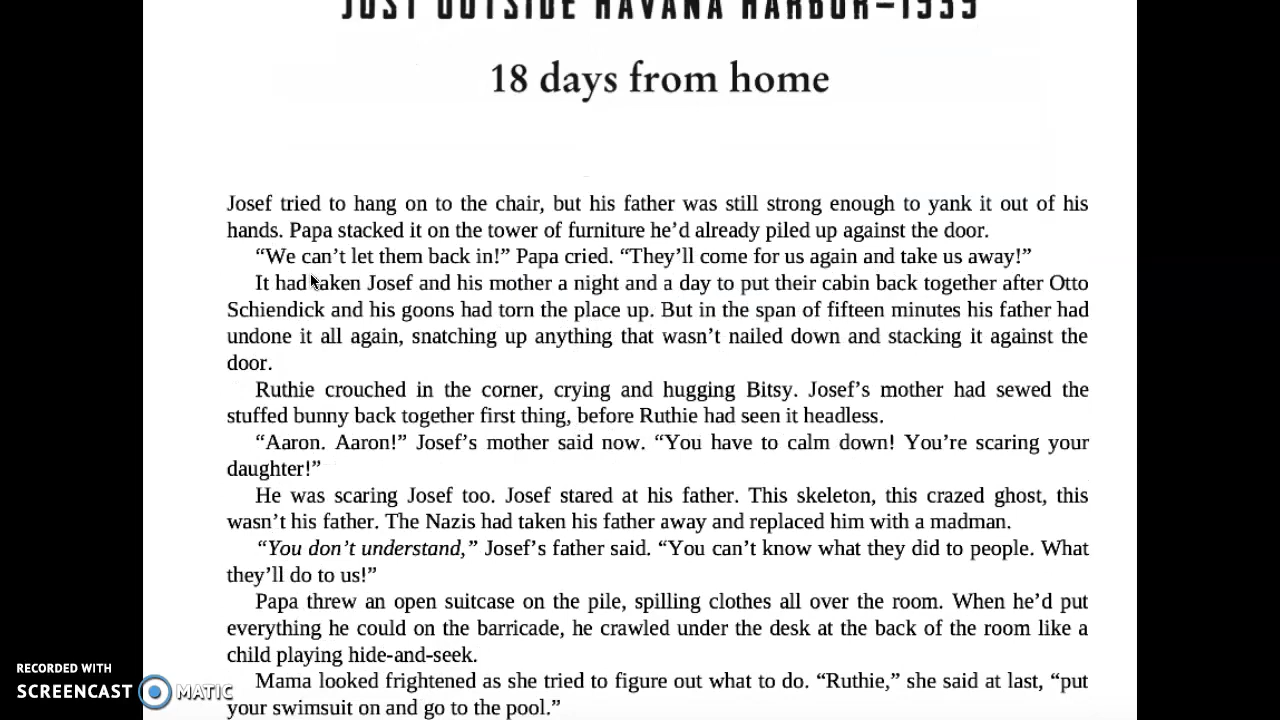 JUST OUTSIDE HAVANA HARBOR–1939
18 days from home
Josef tried to hang on to the chair, but his father was still strong enough to yank it out of his
hands. Papa stacked it on the tower of furniture he’d already piled up against the door.
“We can’t let them back in!” Papa cried. “They’ll come for us again and take us away!”
It had taken Josef and his mother a night and a day to put their cabin back together after Otto
Schiendick and his goons had torn the place up. But in the span of fifteen minutes his father had
undone it all again, snatching up anything that wasn’t nailed down and stacking it against the
door.
Ruthie crouched in the corner, crying and hugging Bitsy. Josef’s mother had sewed the
stuffed bunny back together first thing, before Ruthie had seen it headless.
“Aaron. Aaron!” Josef’s mother said now. “You have to calm down! You’re scaring your
daughter!”
He was scaring Josef too. Josef stared at his father. This skeleton, this crazed ghost, this
wasn’t his father. The Nazis had taken his father away and replaced him with a madman.
“You don’t understand,” Josef’s father said. “You can’t know what they did to people. What
they’ll do to us!”
Papa threw an open suitcase on the pile, spilling clothes all over the room. When he’d put
everything he could on the barricade, he crawled under the desk at the back of the room like a
child playing hide-and-seek.
Mama looked frightened as she tried to figure out what to do. “Ruthie,” she said at last, “put
your swimsuit on and go to the pool.”
RECORDED WITH
SCREENCAST MATIC